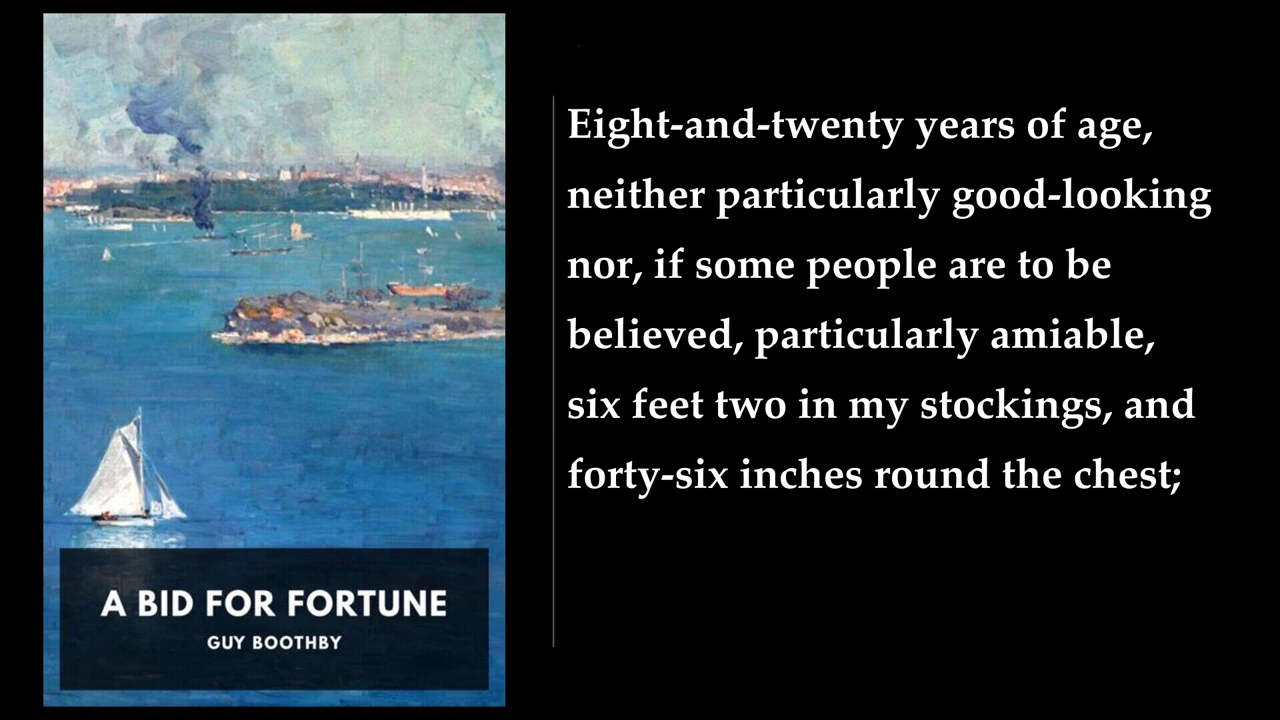 A BID FOR FORTUNE
GUY BOOTHBY
Eight-and-twenty years of age,
neither particularly good-looking
nor, if some people are to be
believed, particularly amiable,
six feet two in my stockings, and
forty-six inches round the chest;